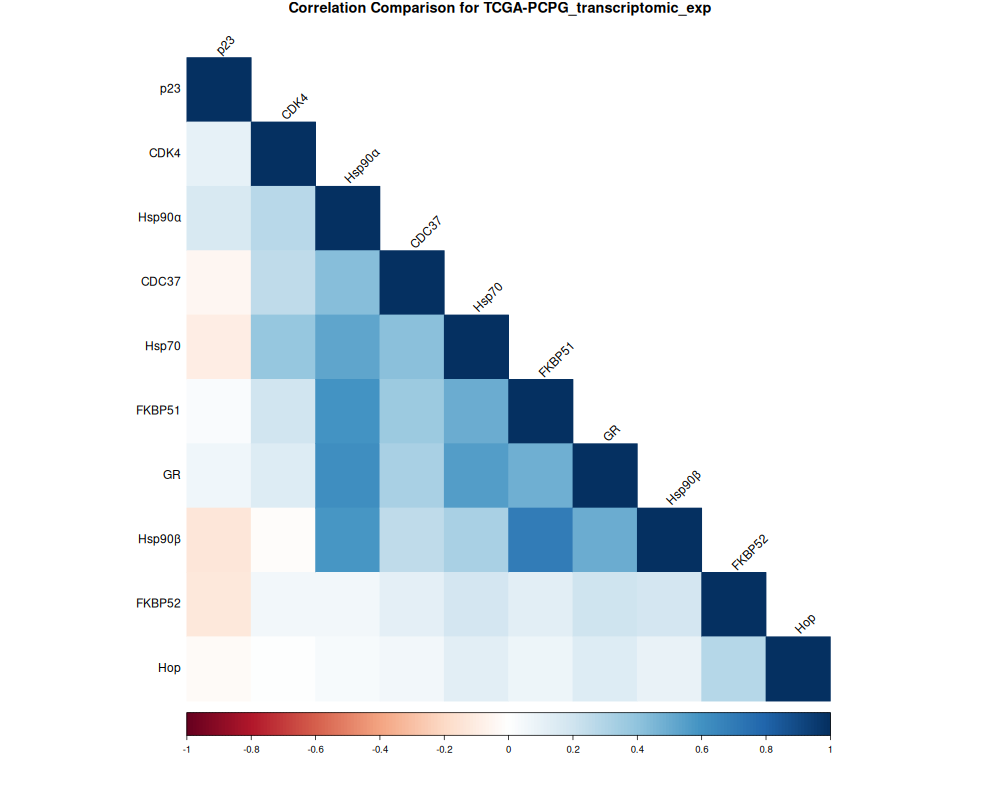 Correlation Comparison for TCGA-PCPG_transcriptomic_exp
p23
CDK4
Hsp90α
CDC37
Hsp70
FKBP51
GR
Hsp90β
FKBP52
Hop
p23
CDK4
Hsp90α
CDC37
Hsp70
FKBP51
GR
Hsp90β
FKBP52
Hop
-1 -0.8 -0.6 -0.4 -0.2 0 0.2 0.4 0.6 0.8 1